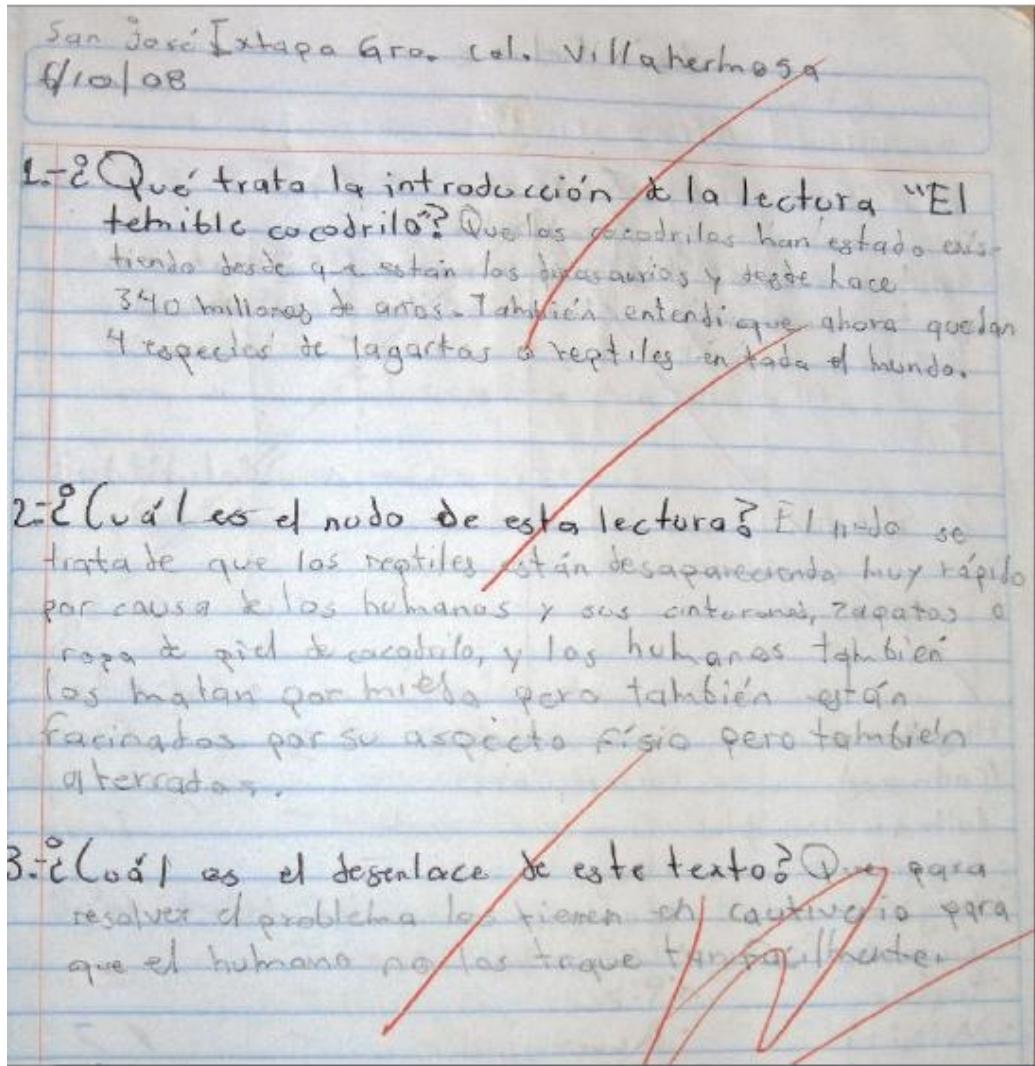 San José Ixtapa Gro. Col. Villahermosa
6/10/08
1.-¿Qué trata la introducción de la lectura "El
temible cocodrilo"? Que los cocodrilos han estado exis-
tiendo desde que están los dinosaurios y desde hace
340 millones de años. También entendi que ahora quedan
4 especies de lagartos o reptiles en todo el mundo.
2.-¿Cuál es el nudo de esta lectura? El nudo se
trata de que los reptiles están desapareciendo muy rápido
por causa de los humanos y sus cinturones, zapatos o
ropa de piel de cocodrilo, y los humanos también
los matan por miedo pero también están
facinados por su aspecto físio pero también
aterrados.
3.-¿Cuál es el desenlace de este texto? Que para
resolver el problema los tienen en cautiverio para
que el humano no los toque tan facilmente.